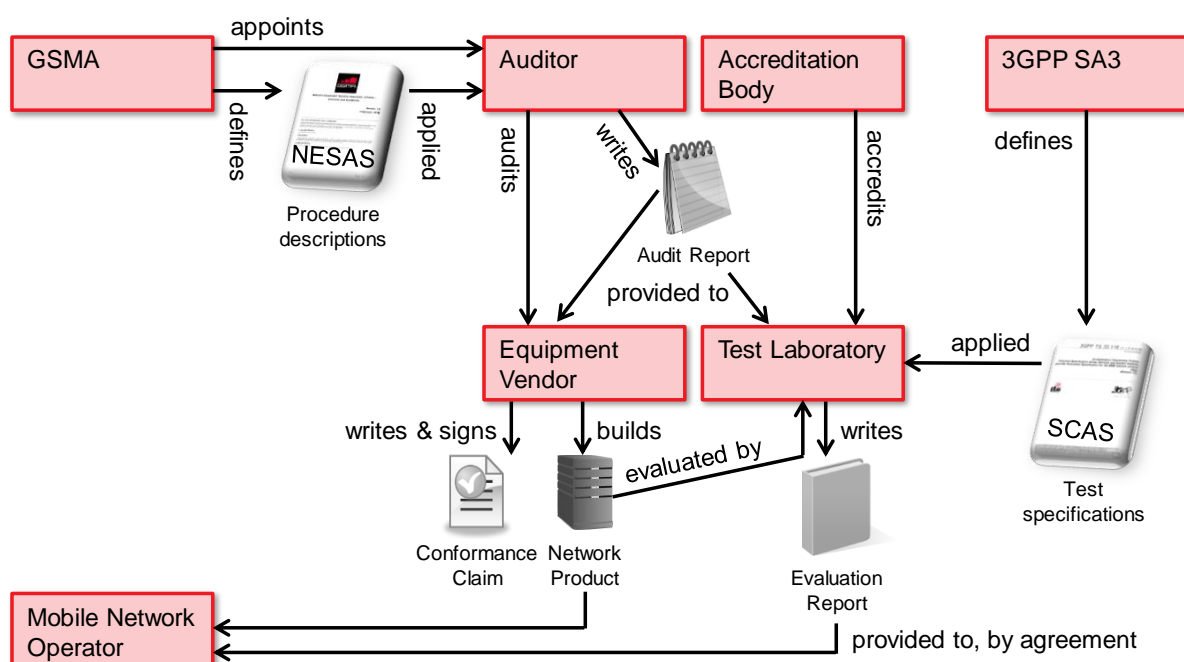 appoints
GSMA
Auditor
Accreditation
Body
3GPP SA3
defines
NESAS
applied
Procedure
descriptions
audits
writes
Audit Report
accredits
defines
provided to
Equipment
Vendor
Test Laboratory
applied
SCAS
Test
specifications
writes & signs
builds
evaluated by
writes
Conformance
Claim
Network
Product
Evaluation
Report
Mobile Network
Operator
provided to, by agreement